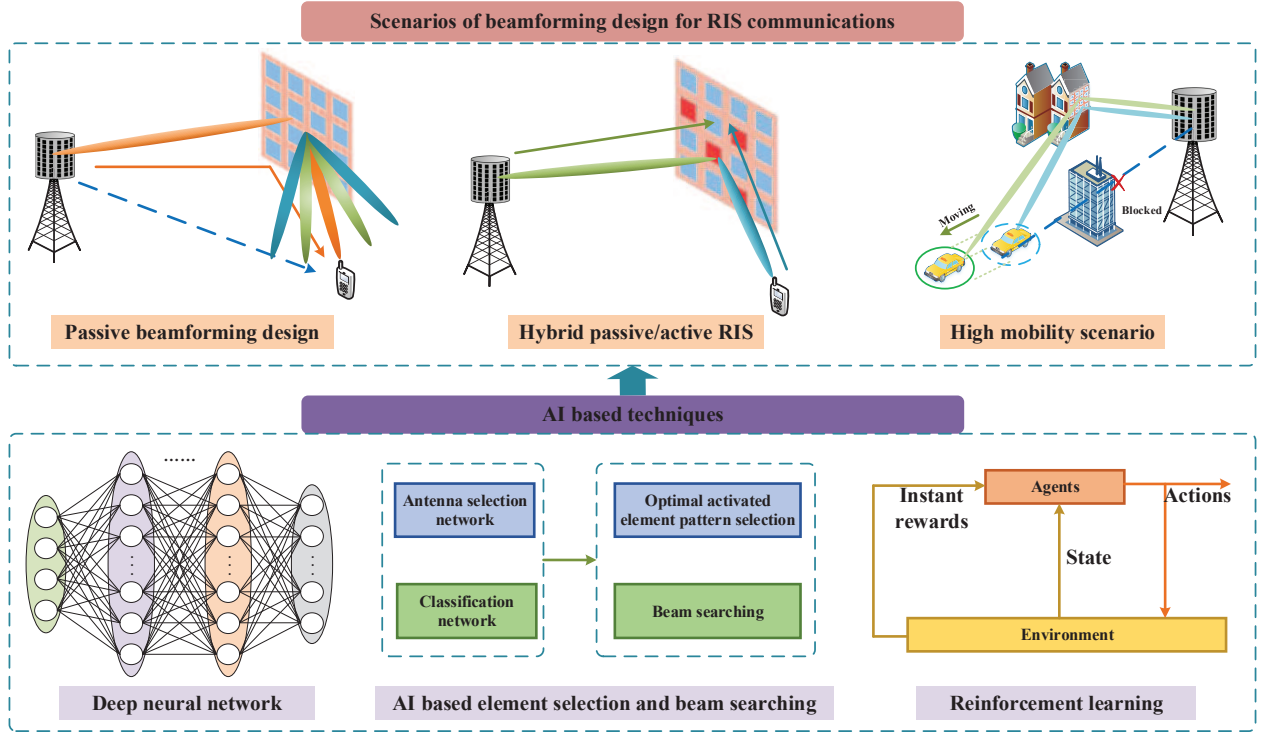 Scenarios of beamforming design for RIS communications
Moving
Blocked
Passive beamforming design
Hybrid passive/active RIS
High mobility scenario
AI based techniques
......
Antenna selection
network
Optimal activated
element pattern selection
Classification
network
Beam searching
Instant
rewards
Agents
Actions
State
Environment
Deep neural network
AI based element selection and beam searching
Reinforcement learning